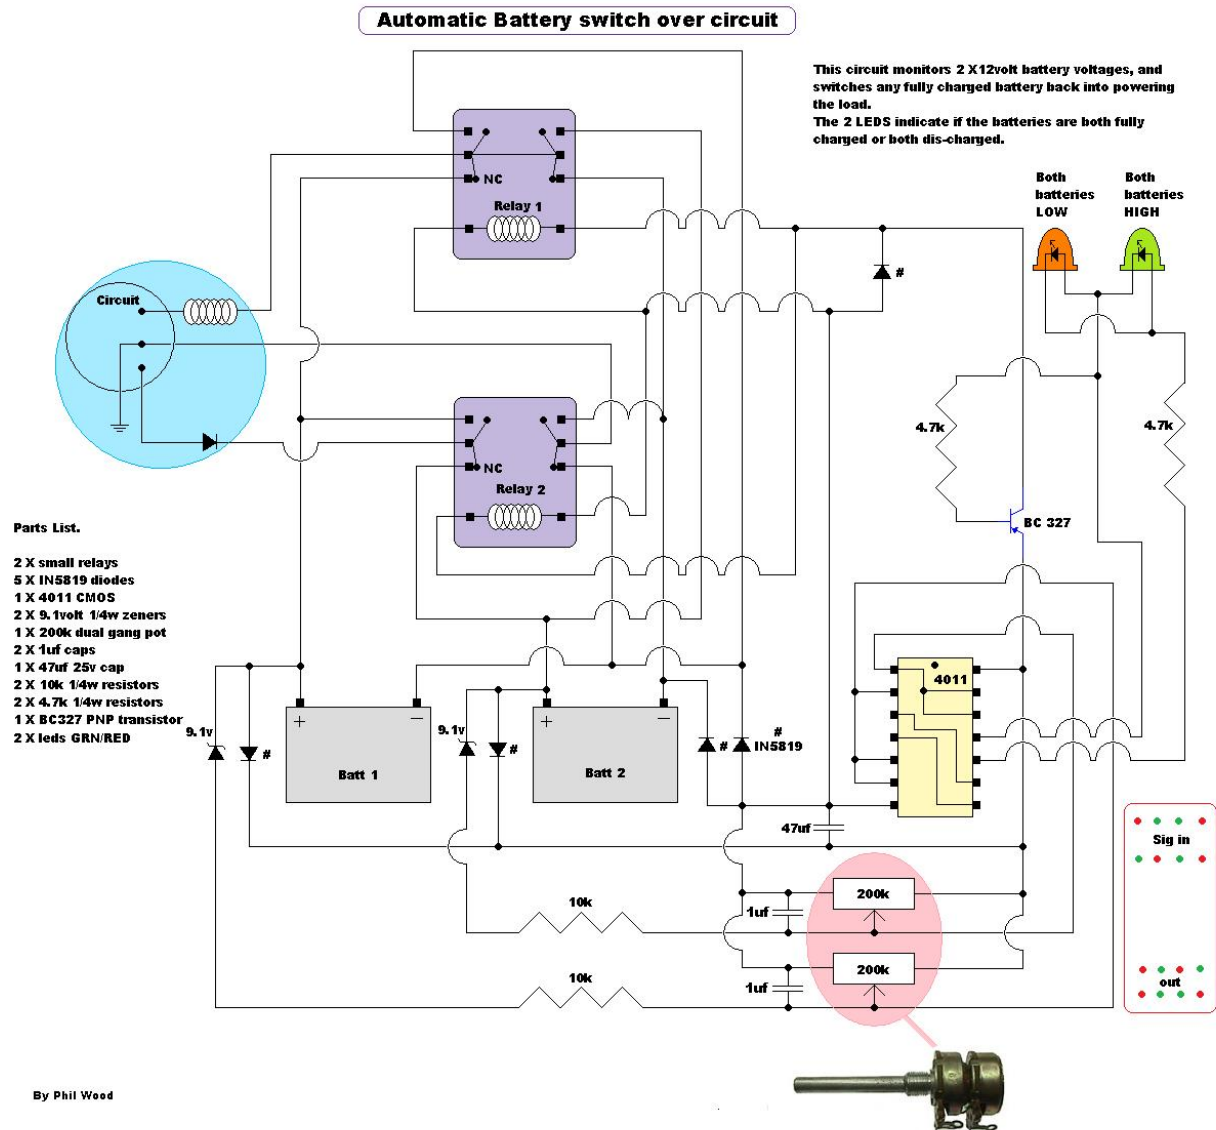 Automatic Battery switch over circuit
This circuit monitors 2 X12volt battery voltages, and
switches any fully charged battery back into powering
the load.
The 2 LEDS indicate if the batteries are both fully
charged or both dis-charged.
Both
batteries
LOW
Both
batteries
HIGH
NC
Relay 1
#
Circuit
4.7k
4.7k
NC
Relay 2
BC 327
Parts List.
2 X small relays
5 X IN5819 diodes
1 X 4011 CMOS
2 X 9.1volt 1/4w zeners
1 X 200k dual gang pot
2 X 1uf caps
1 X 47uf 25v cap
2 X 10k 1/4w resistors
2 X 4.7k 1/4w resistors
1 X BC327 PNP transistor
2 X leds GRN/RED
4011
9.1v
#
+
−
Batt 1
9.1v
#
+
−
Batt 2
#
#
IN5819
47uf
Sig in
10k
1uf
200k
10k
1uf
200k
out
By Phil Wood